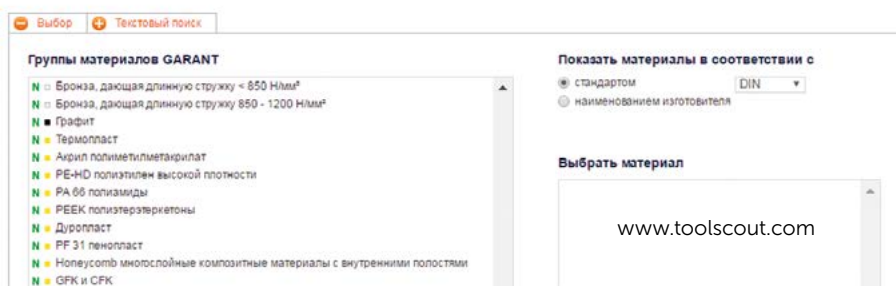 Выбор Текстовый поиск
Группы материалов GARANT
N Бронза, дающая длинную стружку < 850 Н/мм²
N Бронза, дающая длинную стружку 850 - 1200 Н/мм²
N Графит
N Термопласт
N Акрил полиметилметакрилат
N PE-HD полиэтилен высокой плотности
N PA 66 полиамиды
N PEEK полиэтерэтеркетоны
N Дуропласт
N PF 31 пенопласт
N Honeycomb многослойные композитные материалы с внутренними полостями
N GFK и CFK
Показать материалы в соответствии с
стандартом DIN
наименованием изготовителя
Выбрать материал
www.toolscout.com